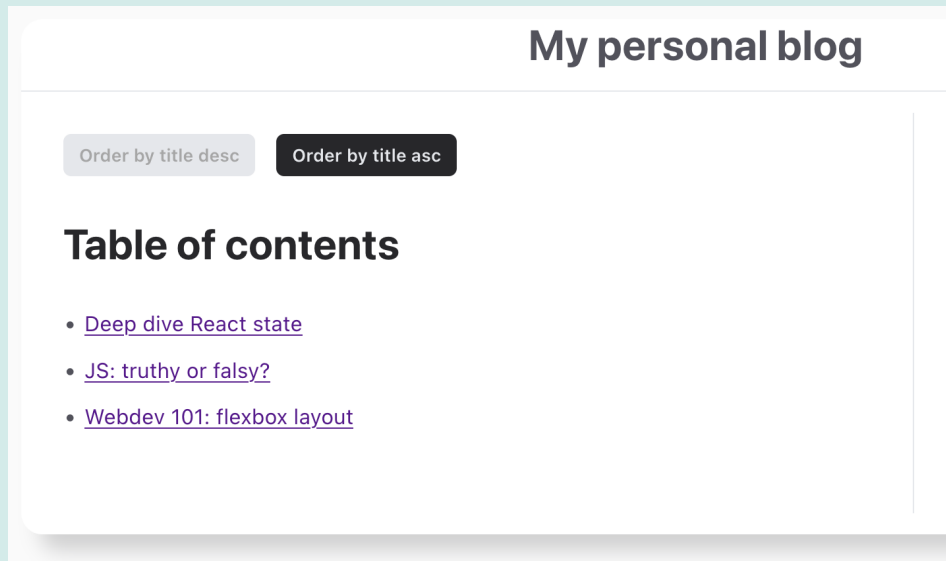 My personal blog
Order by title desc Order by title asc
Table of contents
Deep dive React state
JS: truthy or falsy?
Webdev 101: flexbox layout